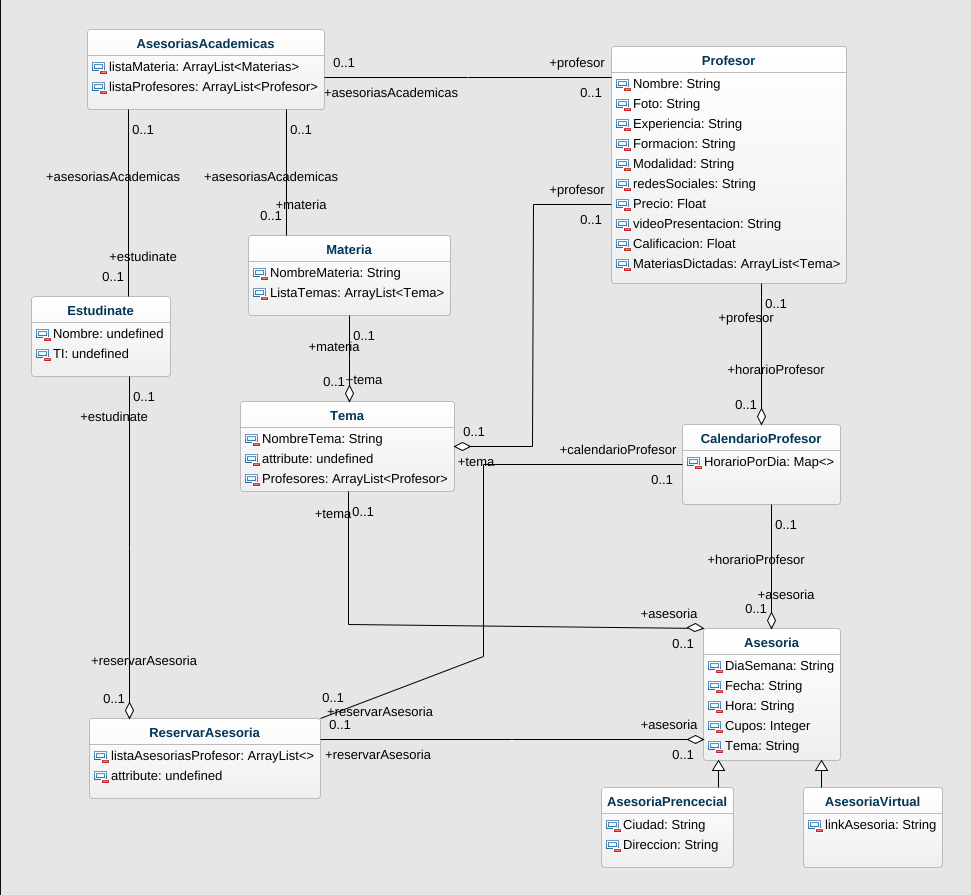 AsesoriasAcademicas
listaMateria: ArrayList<Materias>
listaProfesores: ArrayList<Profesor>
0..1
+profesor
+asesoriasAcademicas
0..1
Profesor
Nombre: String
Foto: String
Experiencia: String
Formacion: String
Modalidad: String
redesSociales: String
Precio: Float
videoPresentacion: String
Calificacion: Float
MateriasDictadas: ArrayList<Tema>
0..1
0..1
+asesoriasAcademicas
+asesoriasAcademicas
+materia
0..1
+estudinate
0..1
+profesor
0..1
Materia
NombreMateria: String
ListaTemas: ArrayList<Tema>
Estudinate
Nombre: undefined
TI: undefined
0..1
+materia
0..1
+tema
0..1
+profesor
+horarioProfesor
0..1
0..1
+estudinate
Tema
NombreTema: String
attribute: undefined
Profesores: ArrayList<Profesor>
0..1
+tema
+calendarioProfesor
0..1
CalendarioProfesor
HorarioPorDia: Map<>
+tema
0..1
0..1
+horarioProfesor
+asesoria
0..1
+asesoria
0..1
Asesoria
DiaSemana: String
Fecha: String
Hora: String
Cupos: Integer
Tema: String
+reservarAsesoria
0..1
0..1
+reservarAsesoria
0..1
+asesoria
+reservarAsesoria
0..1
ReservarAsesoria
listaAsesoriasProfesor: ArrayList<>
attribute: undefined
AsesoriaPrencecial
Ciudad: String
Direccion: String
AsesoriaVirtual
linkAsesoria: String